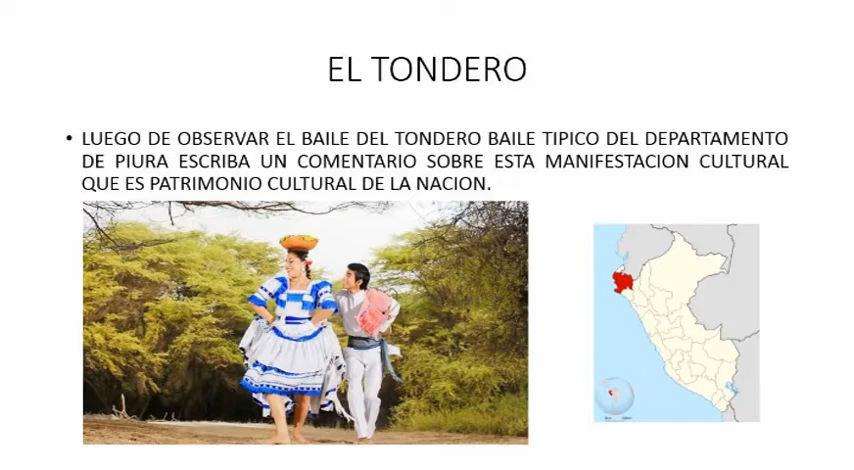 EL TONDERO
• LUEGO DE OBSERVAR EL BAILE DEL TONDERO BAILE TIPICO DEL DEPARTAMENTO
DE PIURA ESCRIBA UN COMENTARIO SOBRE ESTA MANIFESTACION CULTURAL
QUE ES PATRIMONIO CULTURAL DE LA NACION.